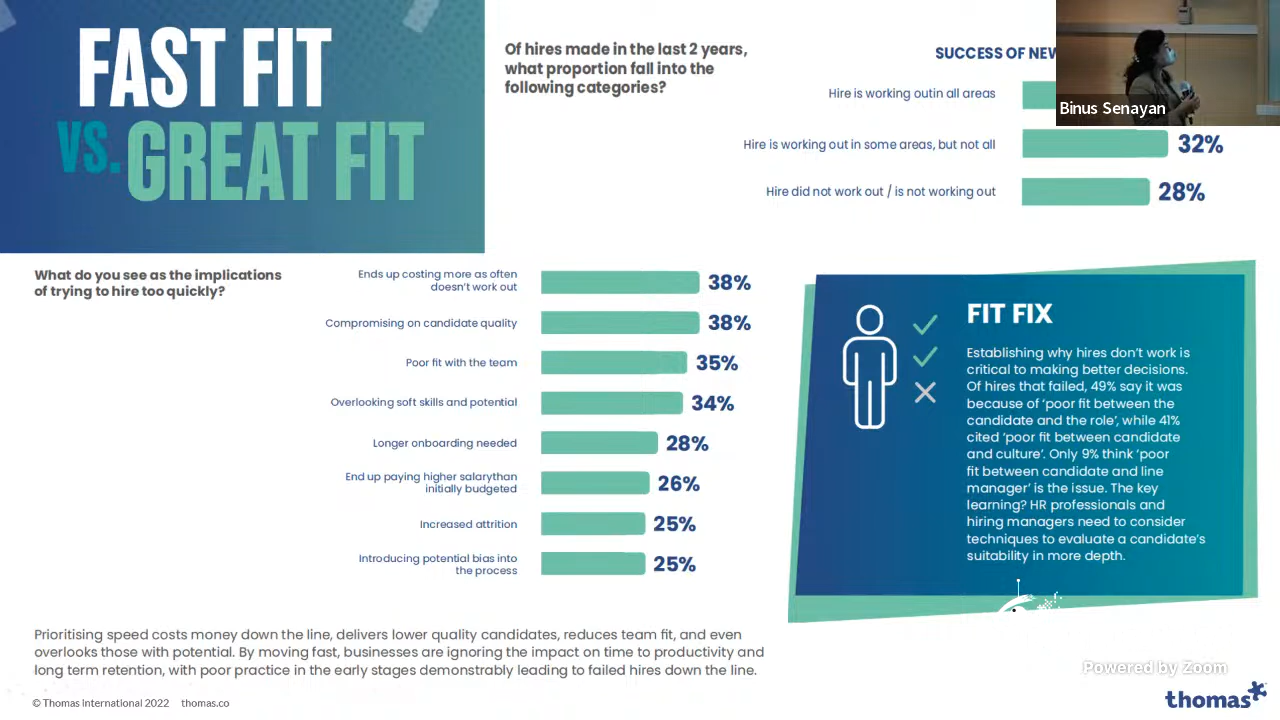 FAST FIT
VS. GREAT FIT
Of hires made in the last 2 years,
what proportion fall into the
following categories?
SUCCESS OF
Hire is working outin all areas
Binus Senayan
Hire is working out in some areas, but not all
32%
Hire did not work out / is not working out
28%
What do you see as the implications
of trying to hire too quickly?
Ends up costing more as often
doesn't work out
38%
Compromising on candidate quality
38%
Poor fit with the team
35%
Overlooking soft skills and potential
34%
Longer onboarding needed
28%
End up paying higher salarythan
initially budgeted
26%
Increased attrition
25%
Introducing potential bias into
the process
25%
FIT FIX
Establishing why hires don't work is
critical to making better decisions.
Of hires that failed, 49% say it was
because of 'poor fit between the
candidate and the role', while 41%
cited 'poor fit between candidate
and culture'. Only 9% think 'poor
fit between candidate and line
manager' is the issue. The key
learning? HR professionals and
hiring managers need to consider
techniques to evaluate a candidate's
suitability in more depth.
Prioritising speed costs money down the line, delivers lower quality candidates, reduces team fit, and even
overlooks those with potential. By moving fast, businesses are ignoring the impact on time to productivity and
long term retention, with poor practice in the early stages demonstrably leading to failed hires down the line.
Powered by Zoom
© Thomas International 2022 thomas.co
thomas